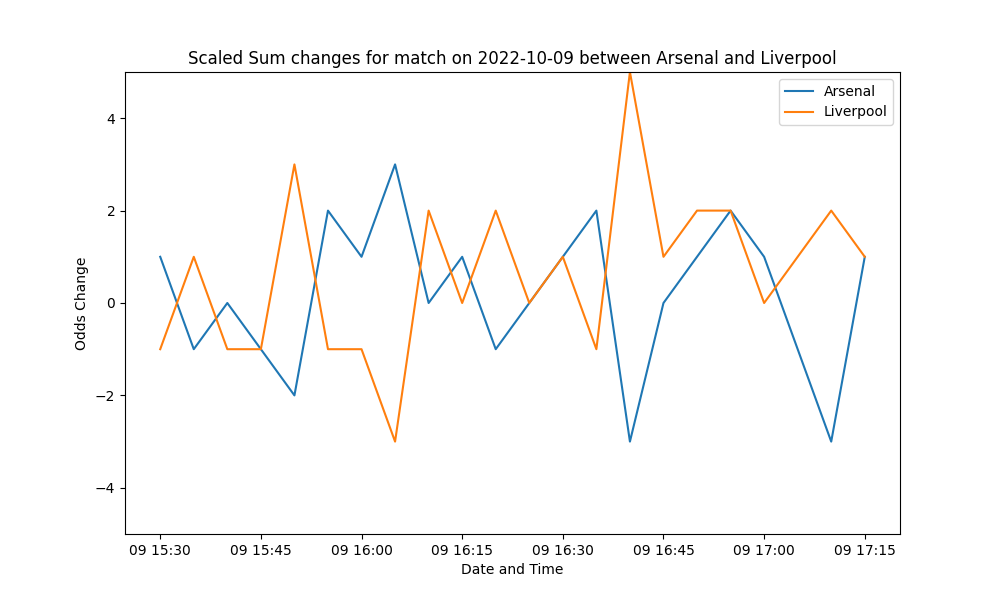 Scaled Sum changes for match on 2022-10-09 between Arsenal and Liverpool
Arsenal
Liverpool
4
2
0
−2
−4
Odds Change
09 15:30
09 15:45
09 16:00
09 16:15
09 16:30
09 16:45
09 17:00
09 17:15
Date and Time